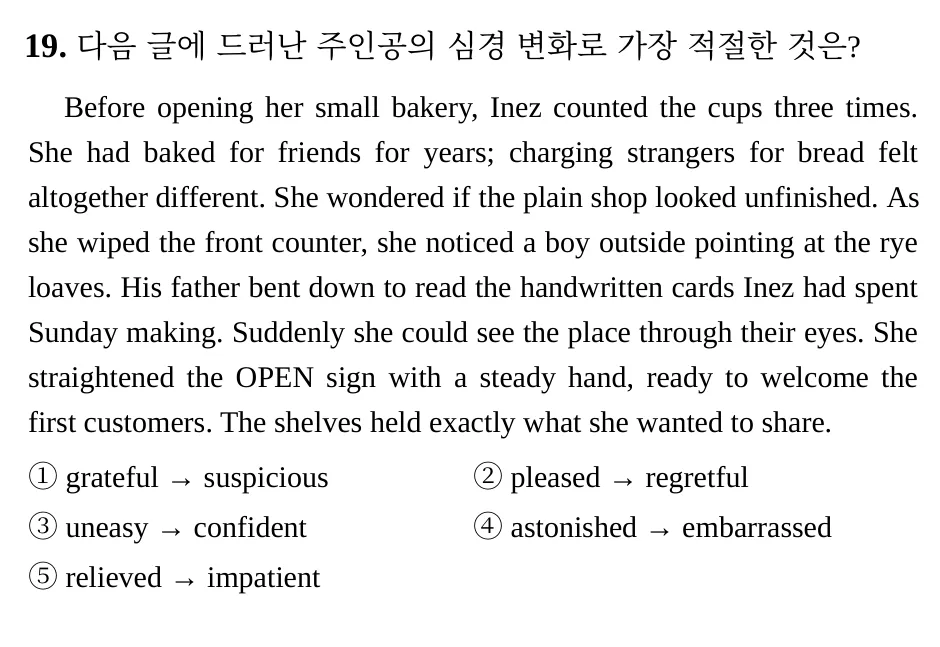 19. 다음 글에 드러난 주인공의 심경 변화로 가장 적절한 것은?
Before opening her small bakery, Inez counted the cups three times.
She had baked for friends for years; charging strangers for bread felt
altogether different. She wondered if the plain shop looked unfinished. As
she wiped the front counter, she noticed a boy outside pointing at the rye
loaves. His father bent down to read the handwritten cards Inez had spent
Sunday making. Suddenly she could see the place through their eyes. She
straightened the OPEN sign with a steady hand, ready to welcome the
first customers. The shelves held exactly what she wanted to share.
① grateful → suspicious ② pleased → regretful
③ uneasy → confident ④ astonished → embarrassed
⑤ relieved → impatient